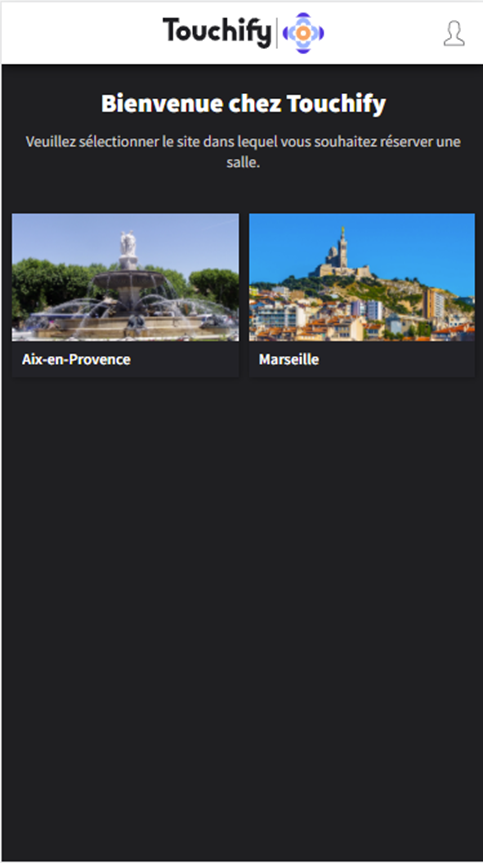 Touchify
Bienvenue chez Touchify
Veuillez sélectionner le site dans lequel vous souhaitez réserver une
salle.
Aix-en-Provence
Marseille